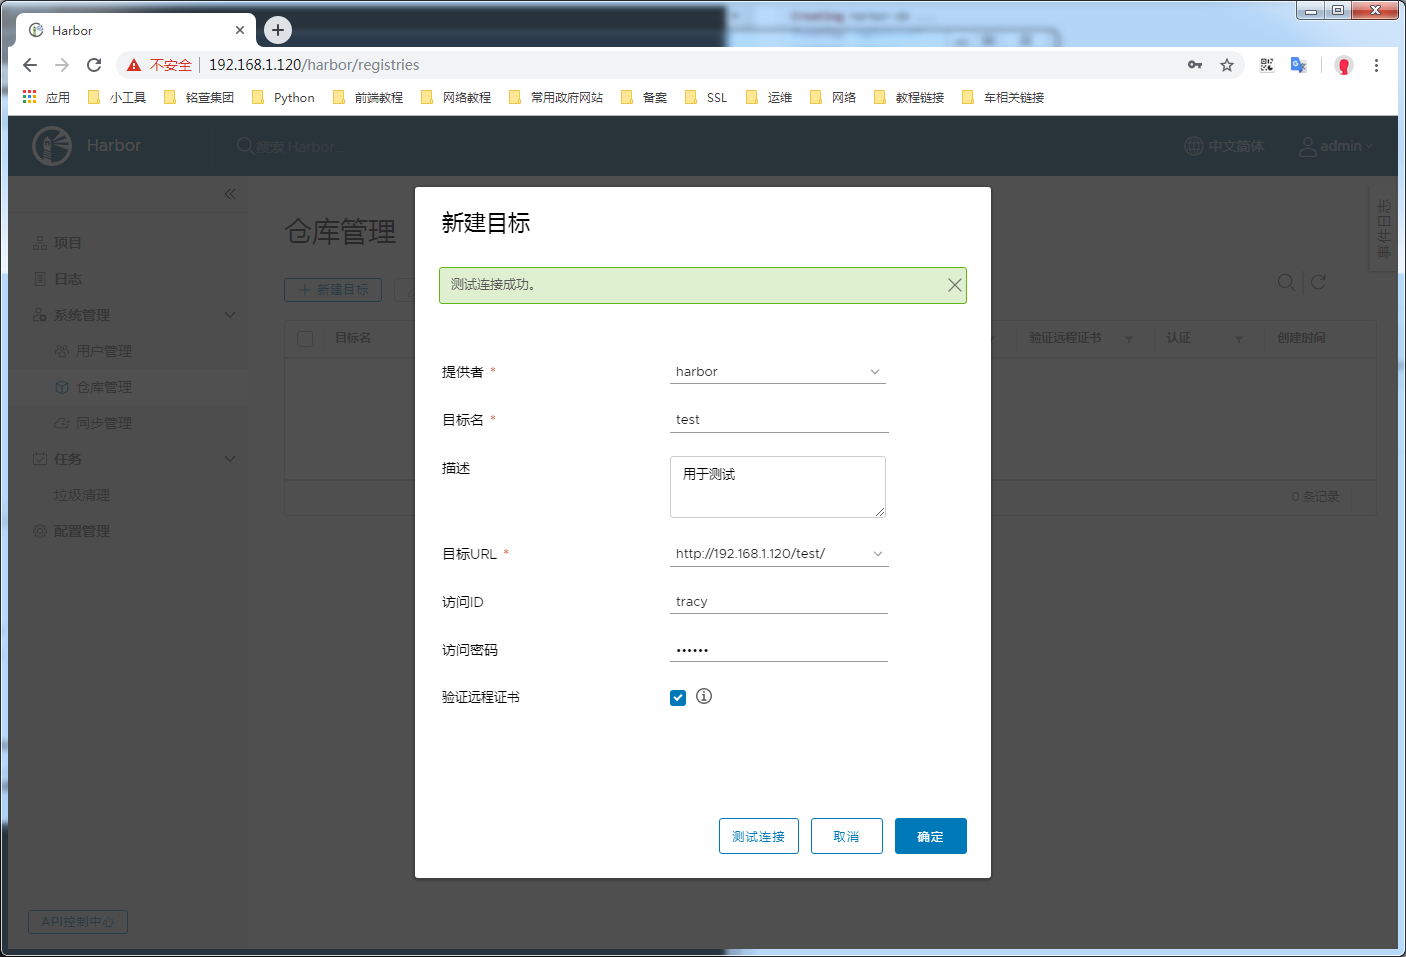 Harbor
不安全 192.168.1.120/harbor/registries
应用 小工具 铭萱集团 Python 前端教程 网络教程 常用政府网站 备案 SSL 运维 网络 教程链接 车相关链接
Harbor 搜索 Harbor... 中文简体 admin
项目
日志
系统管理
用户管理
仓库管理
同步管理
任务
垃圾清理
配置管理
API控制中心
仓库管理
新建目标
目标名 验证远程证书 认证 创建时间
0 条记录
事件日志
新建目标
测试连接成功。
提供者 * harbor
目标名 * test
描述 用于测试
目标URL * http://192.168.1.120/test/
访问ID tracy
访问密码 ••••••
验证远程证书
测试连接 取消 确定